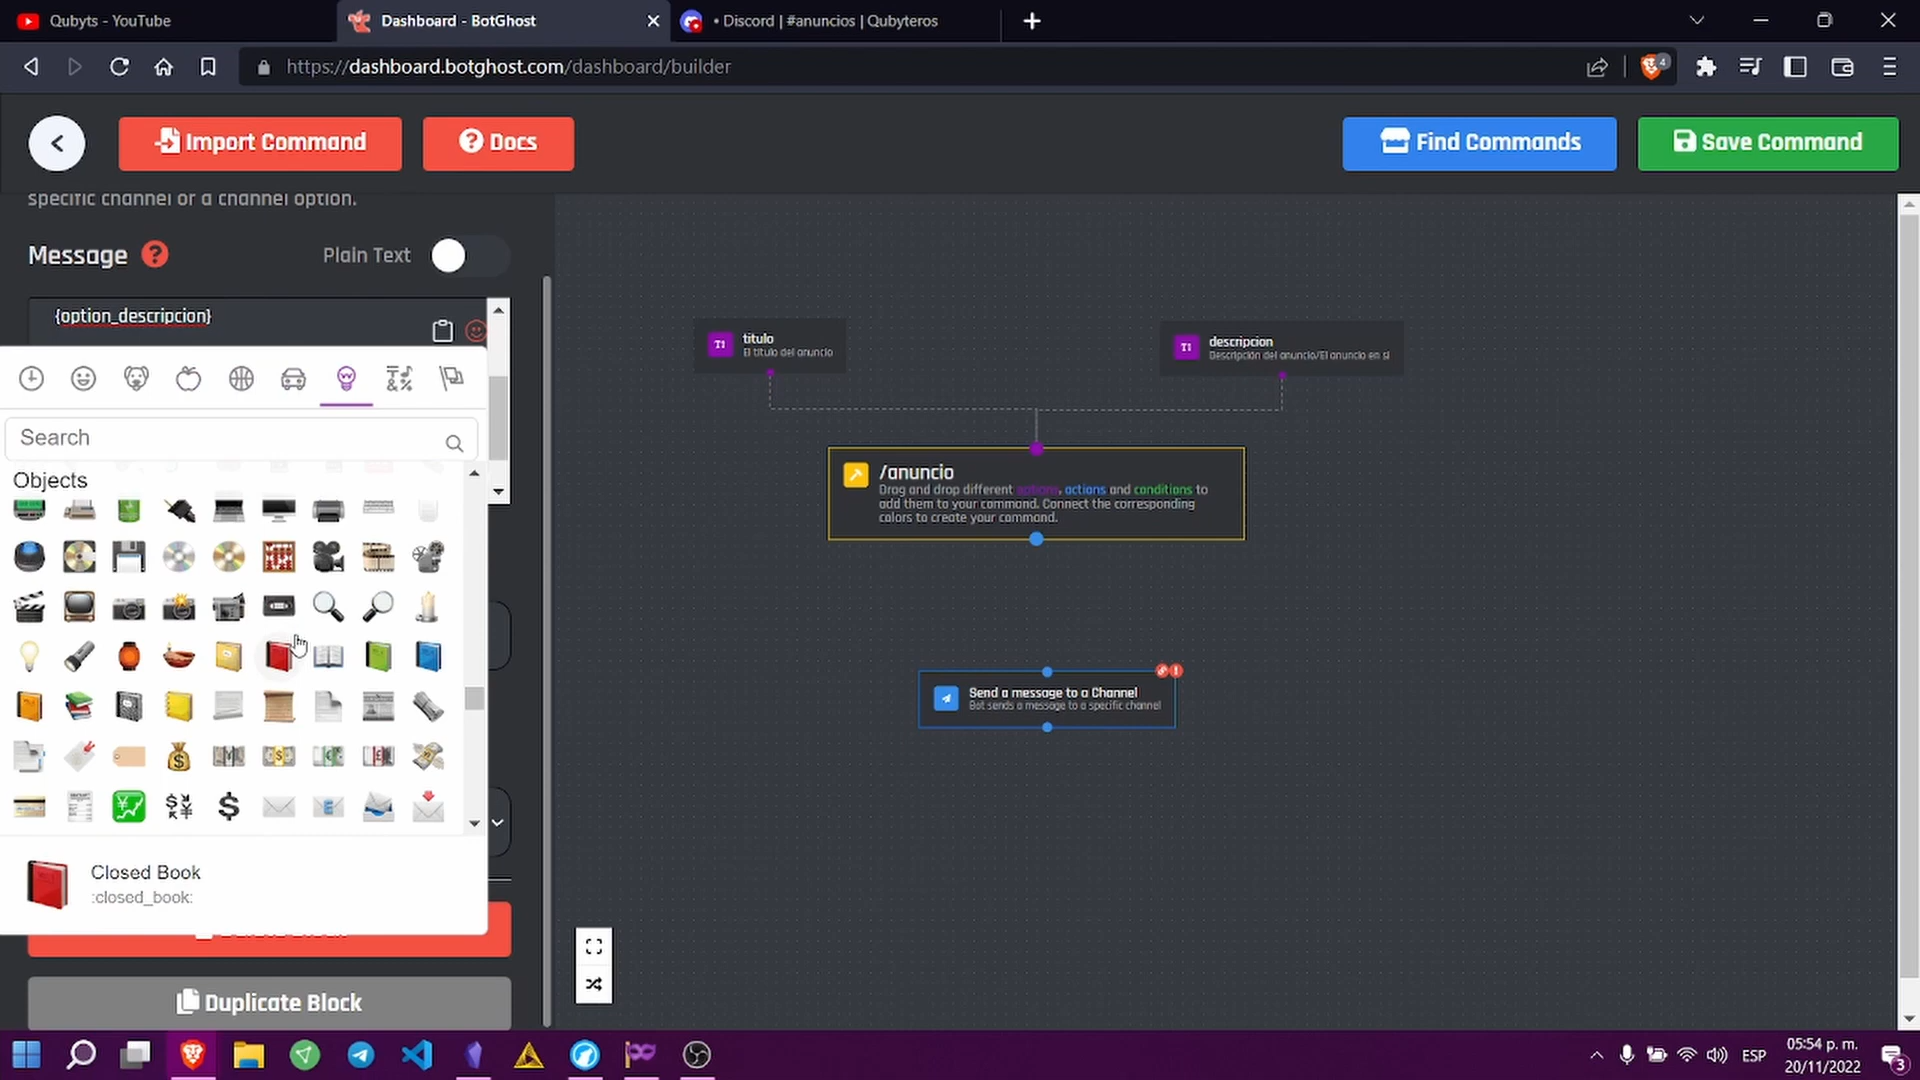 Qubyts - YouTube
Dashboard - BotGhost
• Discord | #anuncios | Qubyteros
https://dashboard.botghost.com/dashboard/builder
4
Import Command
Docs
Find Commands
Save Command
specific channel or a channel option.
Message
Plain Text
{option_descripcion}
Search
Objects
Closed Book
:closed_book:
Duplicate Block
titulo
El titulo del anuncio
descripcion
Descripción del anuncio/El anuncio en si
/anuncio
Drag and drop different options, actions and conditions to
add them to your command. Connect the corresponding
colors to create your command.
Send a message to a Channel
Bot sends a message to a specific channel
ESP
05:54 p. m.
20/11/2022
3